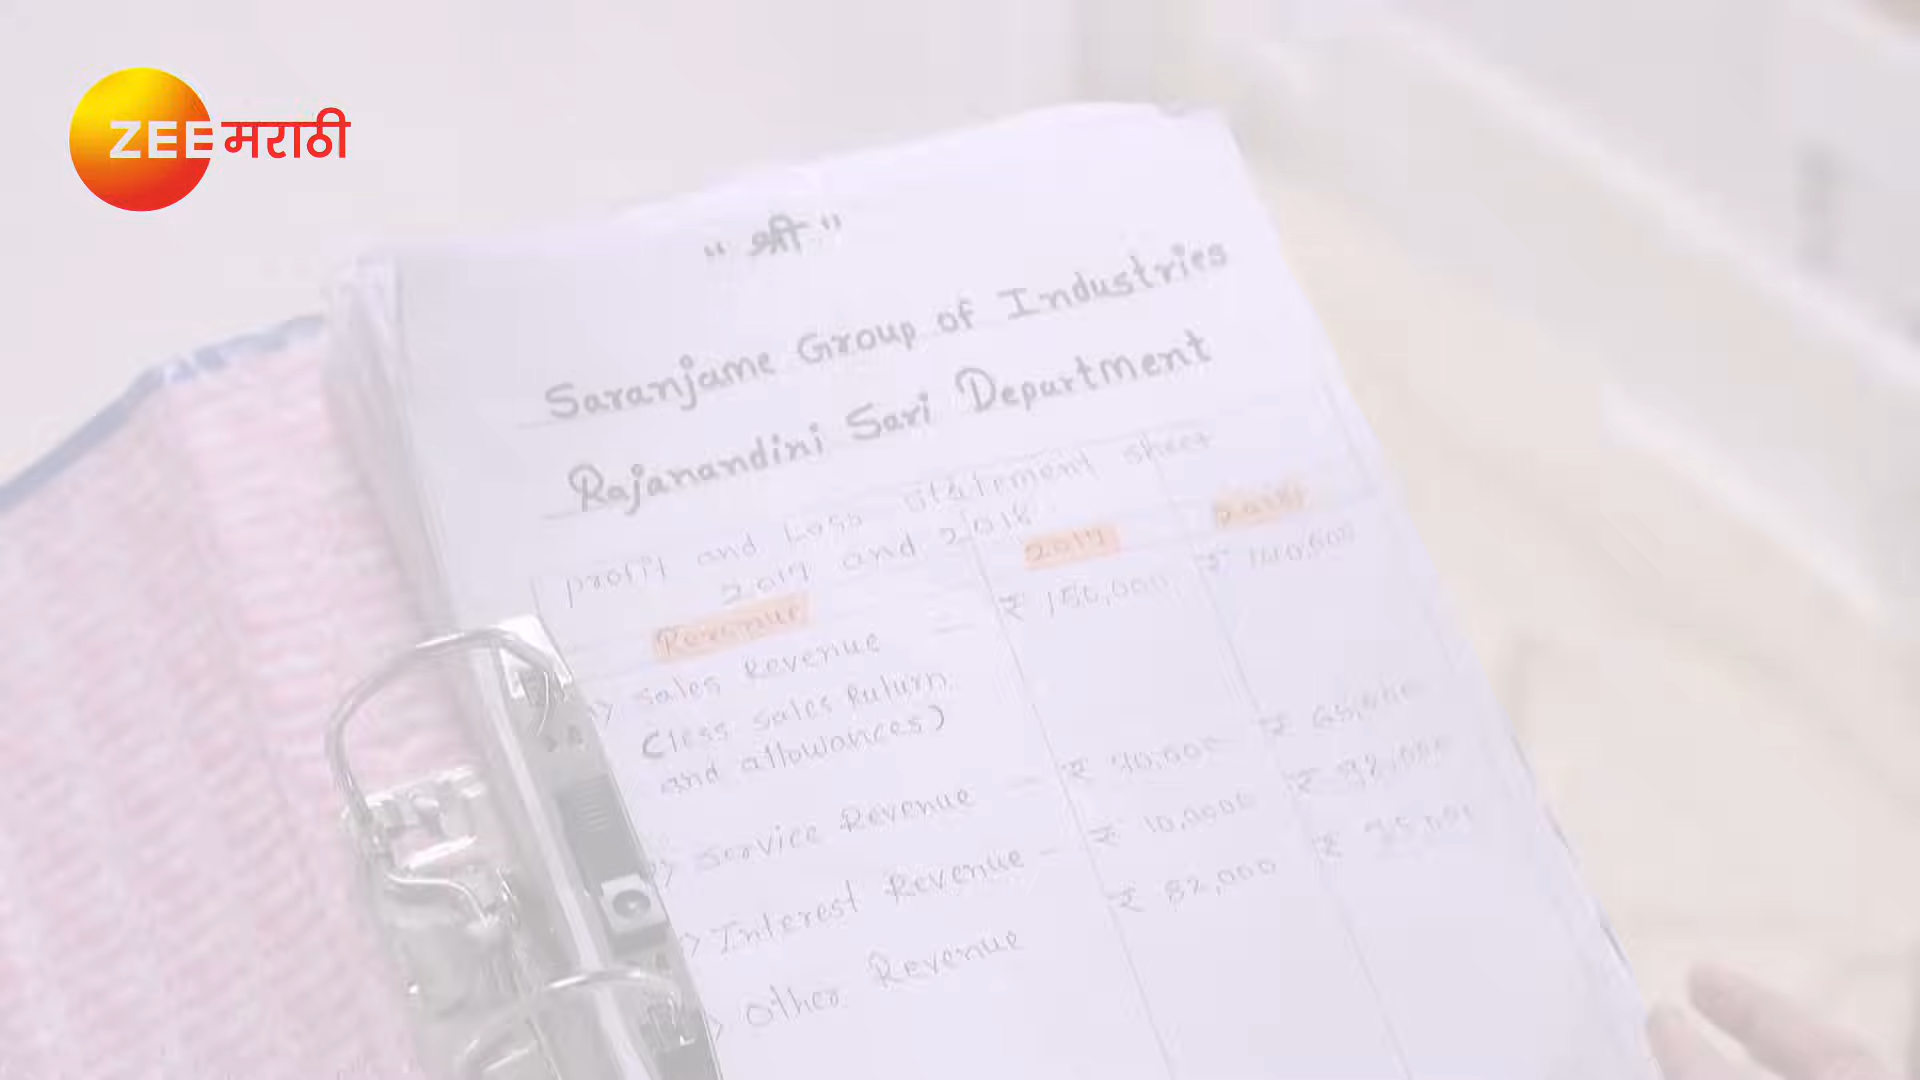 ZEE मराठी
" श्री "
Saranjame Group of Industries
Rajanandini Sari Department
profit and Loss statement sheet
2017 and 2018
2017 2018
Revenue
sales Revenue - ₹ 150,000 ₹
(less sales Return
and allowances)
service Revenue - ₹ ₹
Interest Revenue - ₹ 10,0000 ₹ 92,000
Other Revenue ₹ 82,000 ₹